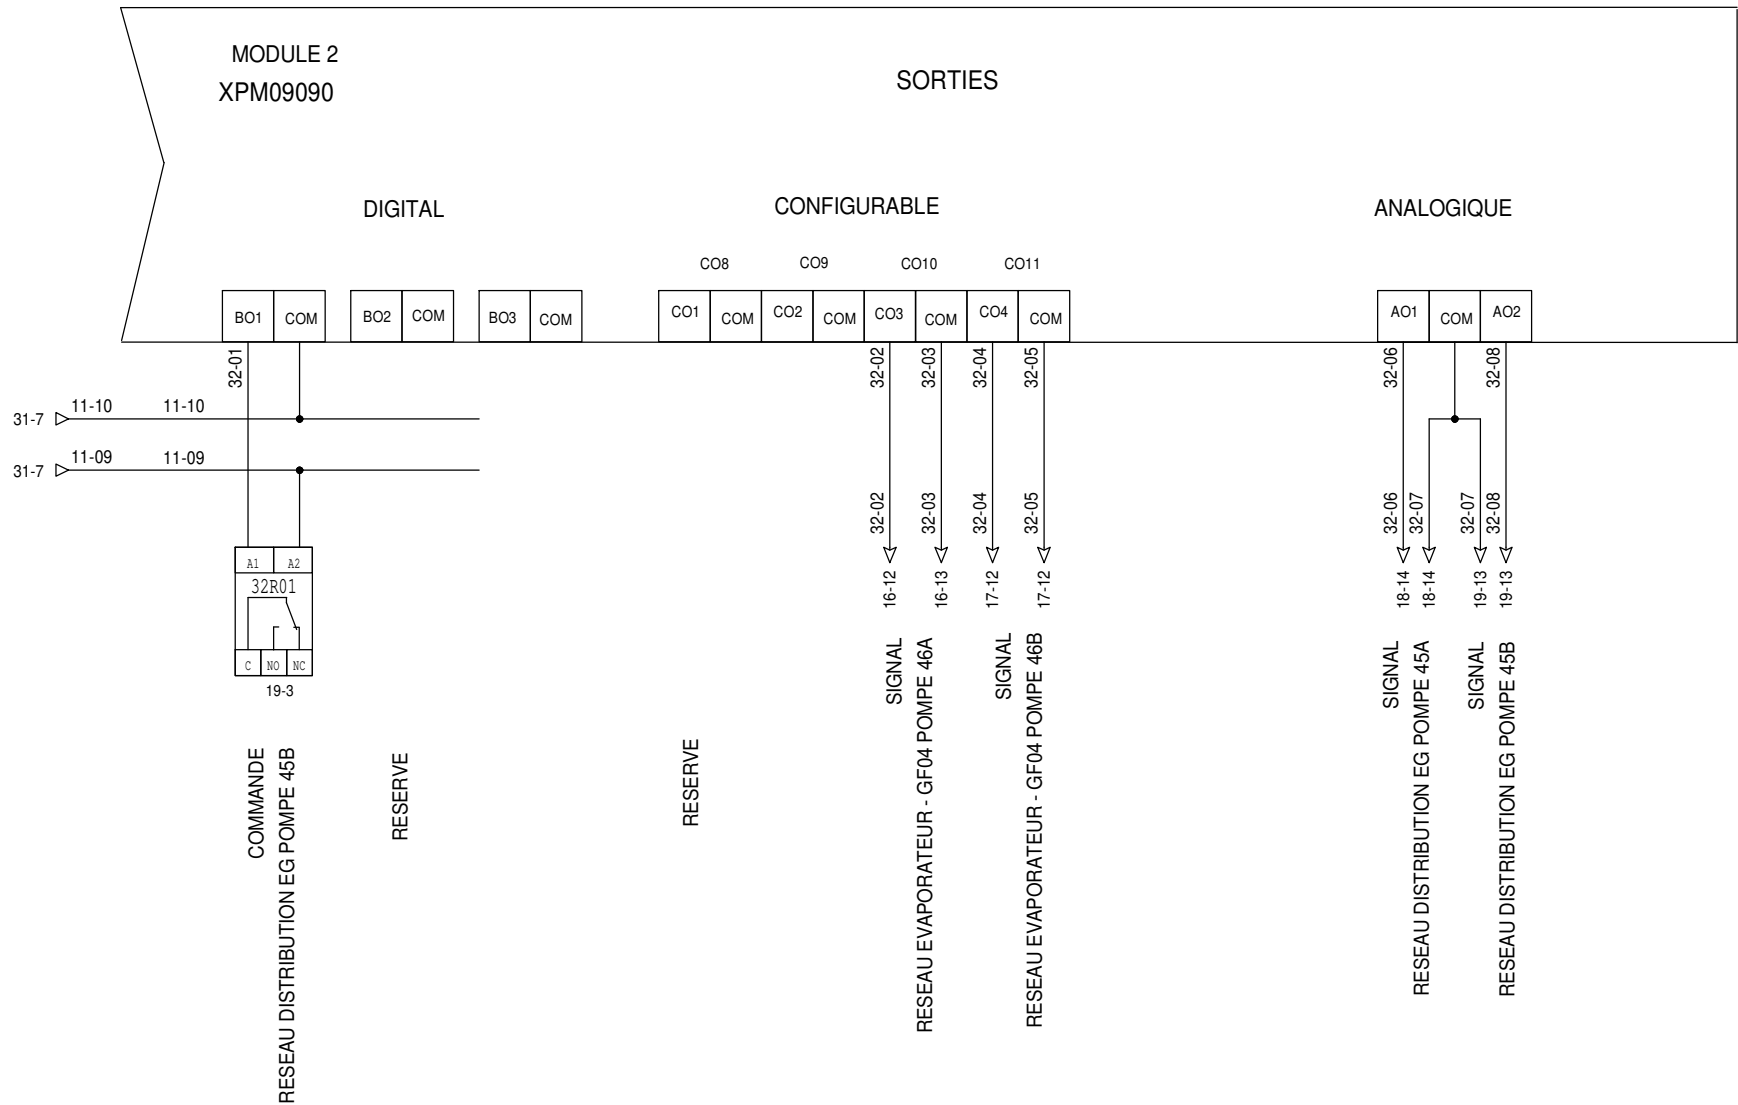 MODULE 2
XPM09090
SORTIES
DIGITAL
CONFIGURABLE
ANALOGIQUE
CO8
CO9
CO10
CO11
BO1
COM
BO2
COM
BO3
COM
CO1
COM
CO2
COM
CO3
COM
CO4
COM
AO1
COM
AO2
32-01
32-02
32-03
32-04
32-05
32-06
32-08
31-7
11-10
11-10
31-7
11-09
11-09
32-02
32-03
32-04
32-05
32-06
32-07
32-07
32-08
A1
A2
32R01
C
NO
NC
19-3
16-12
16-13
17-12
17-12
18-14
18-14
19-13
19-13
COMMANDE
RESEAU DISTRIBUTION EG POMPE 45B
RESERVE
RESERVE
SIGNAL
RESEAU EVAPORATEUR - GF04 POMPE 46A
SIGNAL
RESEAU EVAPORATEUR - GF04 POMPE 46B
SIGNAL
RESEAU DISTRIBUTION EG POMPE 45A
SIGNAL
RESEAU DISTRIBUTION EG POMPE 45B